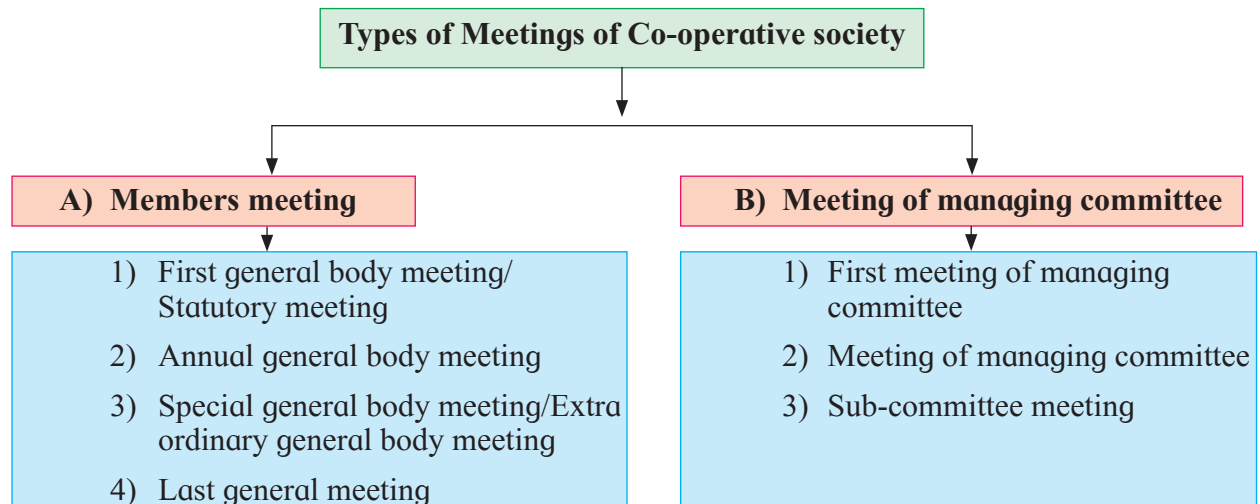 Types of Meetings of Co-operative society
A) Members meeting
1) First general body meeting/
Statutory meeting
2) Annual general body meeting
3) Special general body meeting/Extra
ordinary general body meeting
4) Last general meeting
B) Meeting of managing committee
1) First meeting of managing
committee
2) Meeting of managing committee
3) Sub-committee meeting